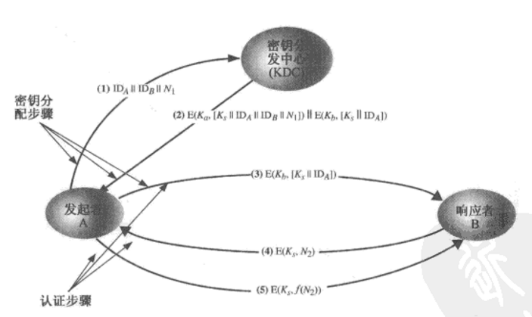 密钥分
发中心
(KDC)
(1) ID_A || ID_B || N_1
密钥分
配步骤
(2) E(K_a, [K_s || ID_A || ID_B || N_1]) || E(K_b, [K_s || ID_A])
(3) E(K_b, [K_s || ID_A])
发起者
A
响应者
B
(4) E(K_s, N_2)
认证步骤
(5) E(K_s, f(N_2))